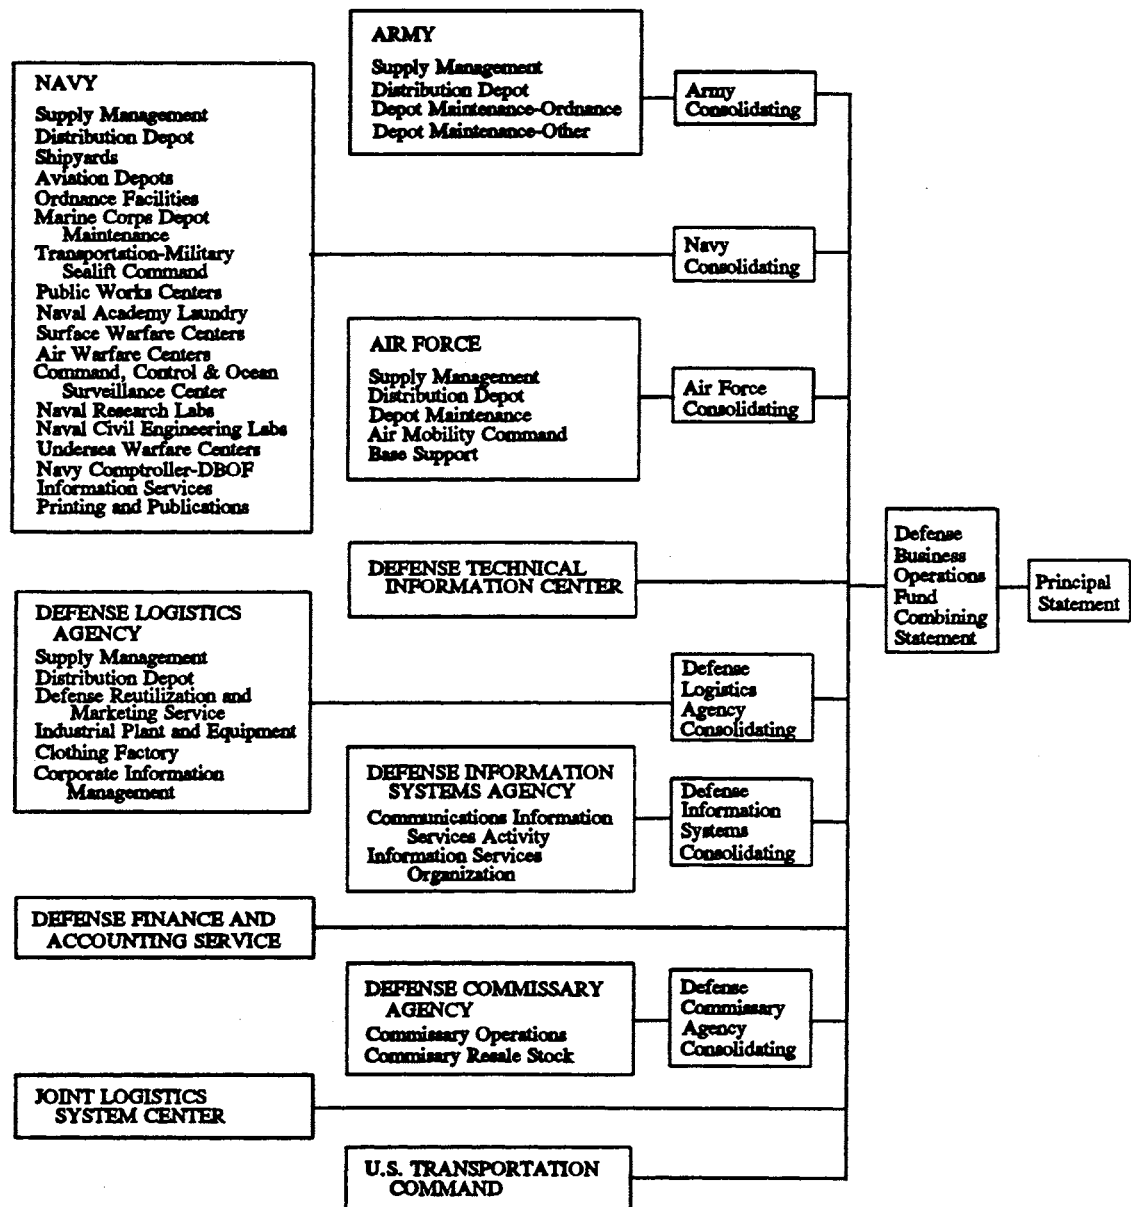 ARMY
Supply Management
Distribution Depot
Depot Maintenance-Ordnance
Depot Maintenance-Other
Army
Consolidating
NAVY
Supply Management
Distribution Depot
Shipyards
Aviation Depots
Ordnance Facilities
Marine Corps Depot
Maintenance
Transportation-Military
Sealift Command
Public Works Centers
Naval Academy Laundry
Surface Warfare Centers
Air Warfare Centers
Command, Control & Ocean
Surveillance Center
Naval Research Labs
Naval Civil Engineering Labs
Undersea Warfare Centers
Navy Comptroller-DBOF
Information Services
Printing and Publications
Navy
Consolidating
AIR FORCE
Supply Management
Distribution Depot
Depot Maintenance
Air Mobility Command
Base Support
Air Force
Consolidating
DEFENSE TECHNICAL
INFORMATION CENTER
Defense
Business
Operations
Fund
Combining
Statement
Principal
Statement
DEFENSE LOGISTICS
AGENCY
Supply Management
Distribution Depot
Defense Reutilization and
Marketing Service
Industrial Plant and Equipment
Clothing Factory
Corporate Information
Management
Defense
Logistics
Agency
Consolidating
DEFENSE INFORMATION
SYSTEMS AGENCY
Communications Information
Services Activity
Information Services
Organization
Defense
Information
Systems
Consolidating
DEFENSE FINANCE AND
ACCOUNTING SERVICE
DEFENSE COMMISSARY
AGENCY
Commissary Operations
Commisary Resale Stock
Defense
Commissary
Agency
Consolidating
JOINT LOGISTICS
SYSTEM CENTER
U.S. TRANSPORTATION
COMMAND